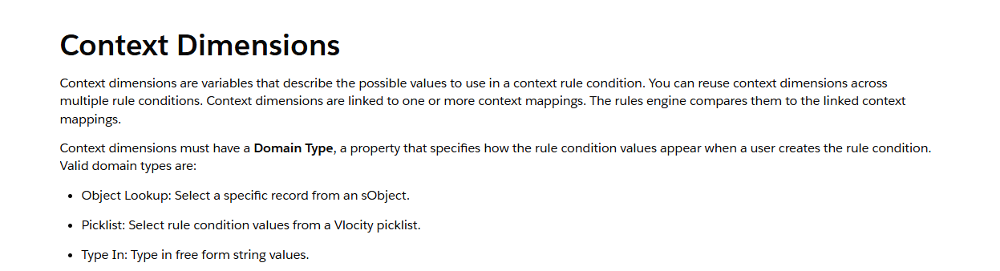 Context Dimensions
Context dimensions are variables that describe the possible values to use in a context rule condition. You can reuse context dimensions across
multiple rule conditions. Context dimensions are linked to one or more context mappings. The rules engine compares them to the linked context
mappings.
Context dimensions must have a Domain Type, a property that specifies how the rule condition values appear when a user creates the rule condition.
Valid domain types are:
• Object Lookup: Select a specific record from an sObject.
• Picklist: Select rule condition values from a Vlocity picklist.
• Type In: Type in free form string values.